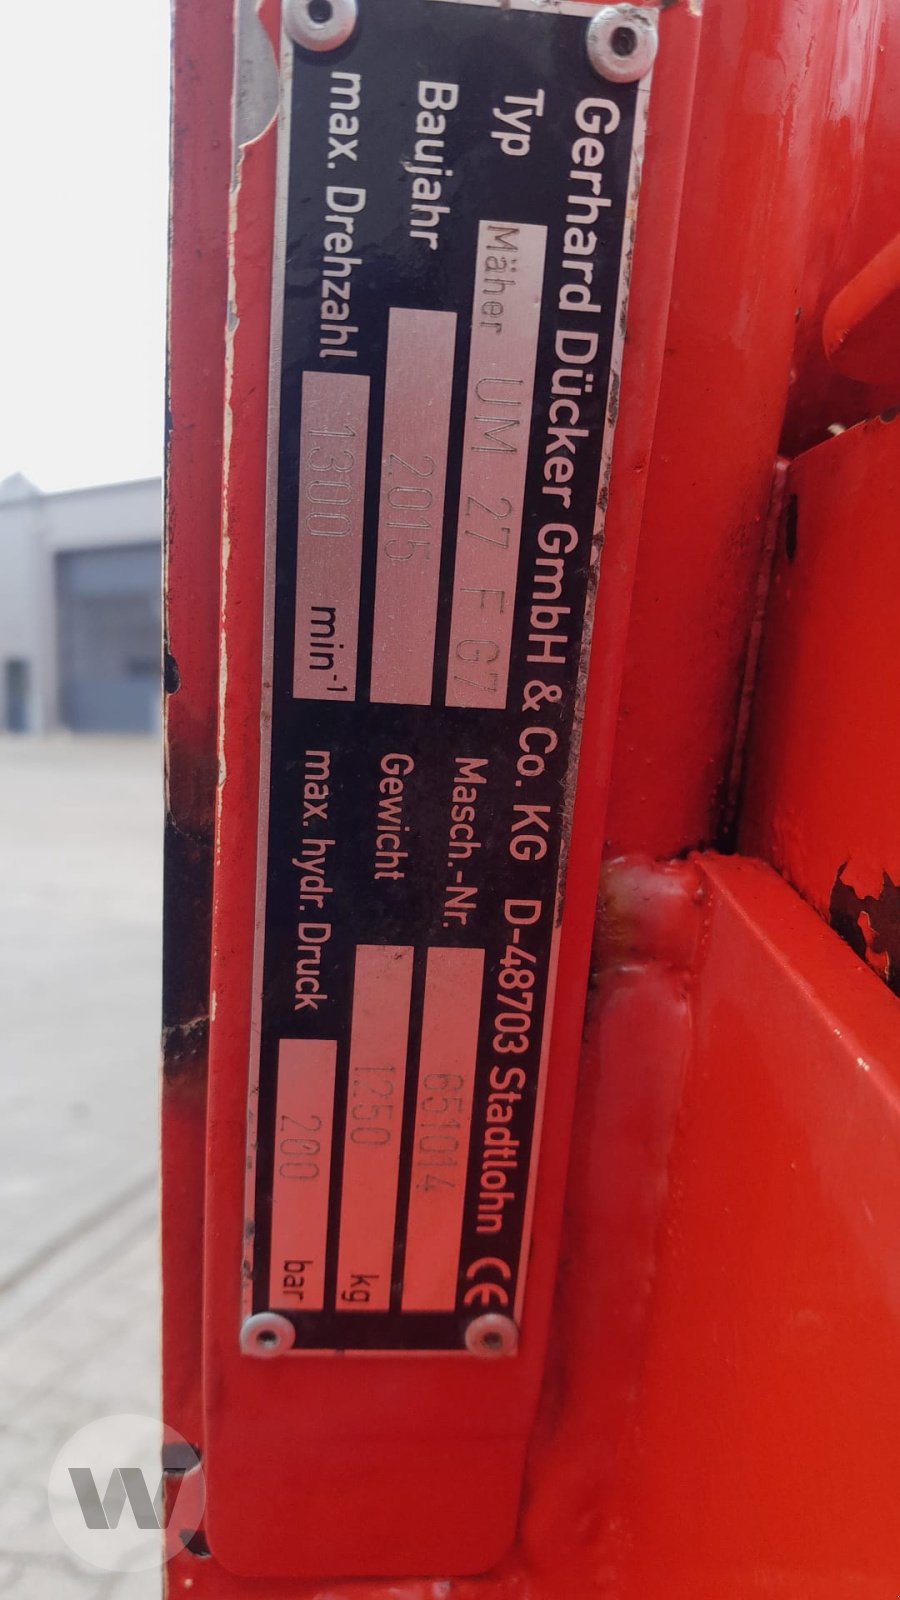 Gerhard Dücker GmbH & Co. KG D-48703 Stadtlohn CE
Typ Mäher UM 27 F G7 Masch.-Nr. 651014
Baujahr 2015 Gewicht 1250 kg
max. Drehzahl 1300 min⁻¹ max. hydr. Druck 200 bar
W